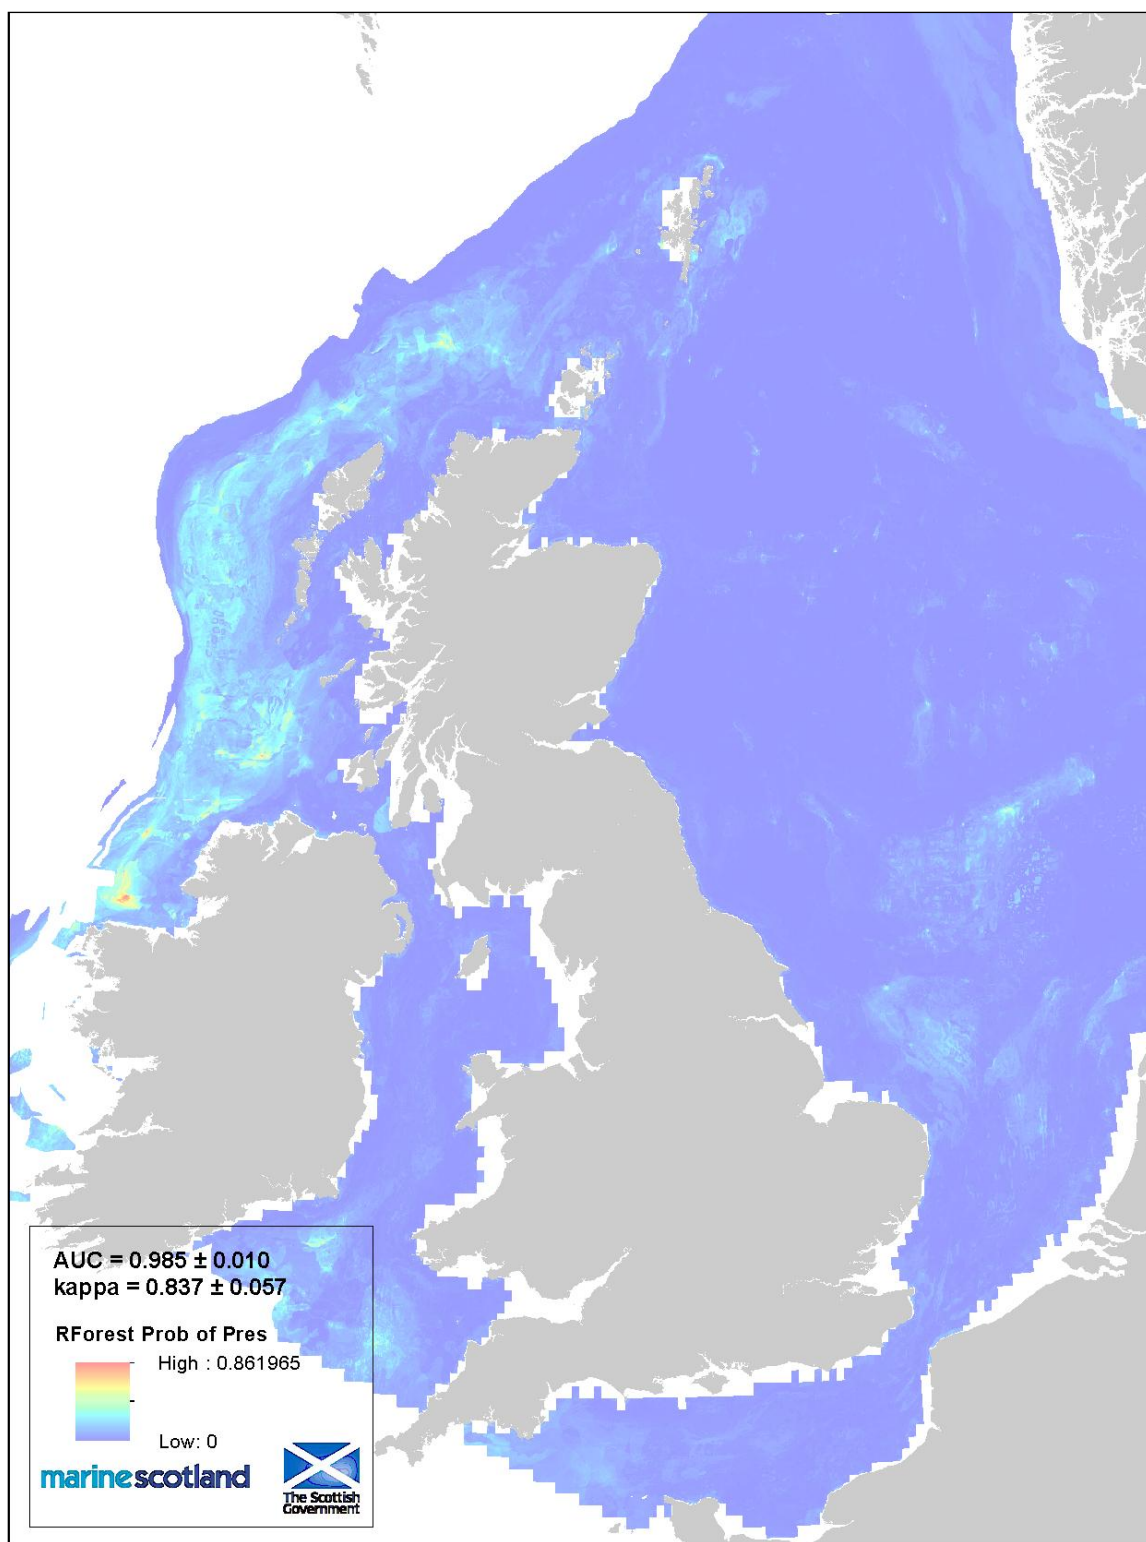 AUC = 0.985 ± 0.010
kappa = 0.837 ± 0.057
RForest Prob of Pres
High : 0.861965
Low: 0
marinescotland
The Scottish
Government